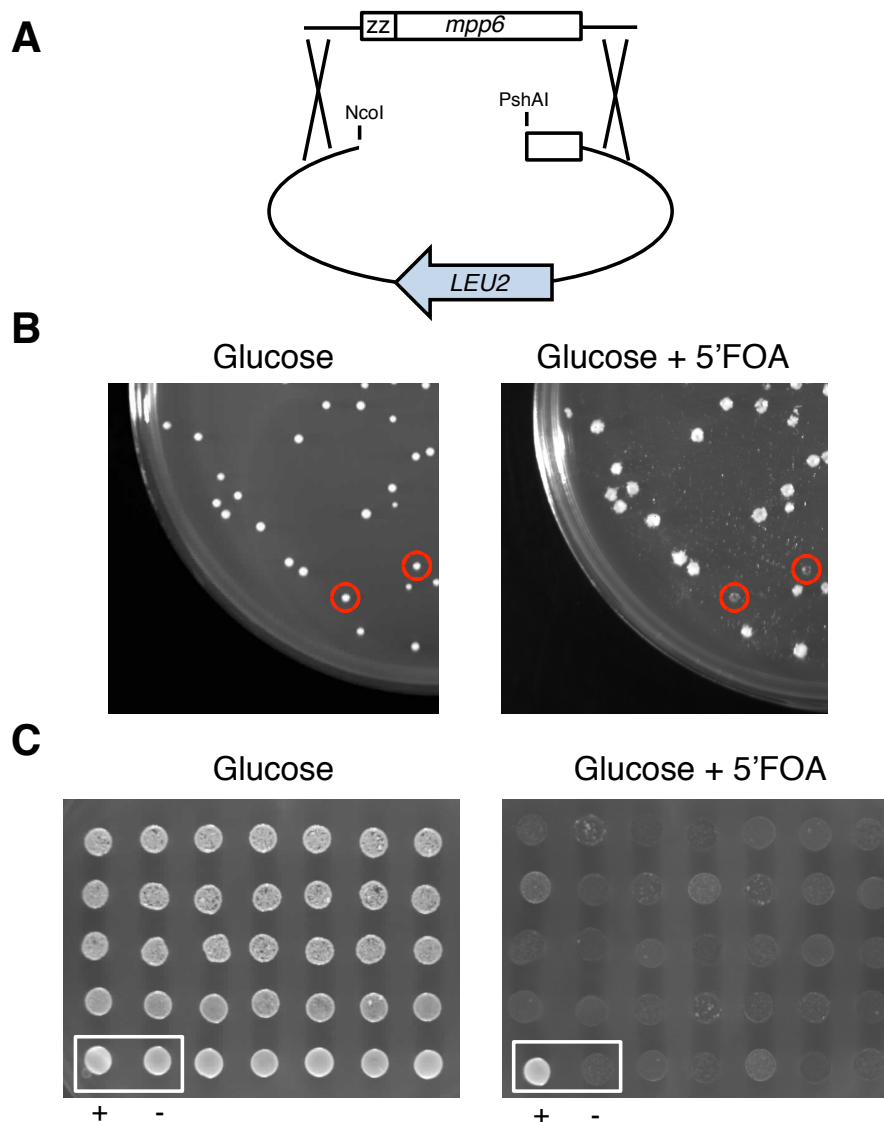 A
zz mpp6
NcoI
PshAI
LEU2
B
Glucose
Glucose + 5'FOA
C
Glucose
Glucose + 5'FOA
+ -
+ -